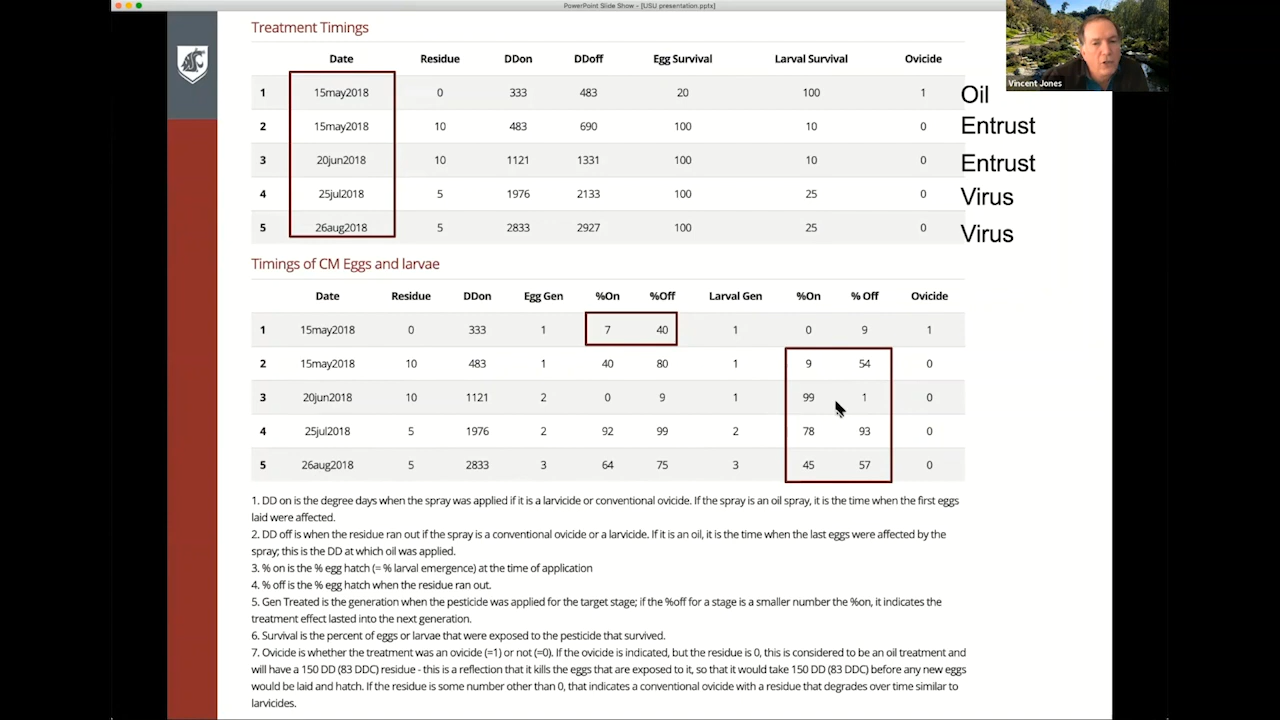 PowerPoint Slide Show - [USU presentation.pptx]
Treatment Timings
Date Residue DDon DDoff Egg Survival Larval Survival Ovicide
1 15may2018 0 333 483 20 100 1 Oil
2 15may2018 10 483 690 100 10 0 Entrust
3 20jun2018 10 1121 1331 100 10 0 Entrust
4 25jul2018 5 1976 2133 100 25 0 Virus
5 26aug2018 5 2833 2927 100 25 0 Virus
Vincent Jones
Timings of CM Eggs and larvae
Date Residue DDon Egg Gen %On %Off Larval Gen %On % Off Ovicide
1 15may2018 0 333 1 7 40 1 0 9 1
2 15may2018 10 483 1 40 80 1 9 54 0
3 20jun2018 10 1121 2 0 9 1 99 1 0
4 25jul2018 5 1976 2 92 99 2 78 93 0
5 26aug2018 5 2833 3 64 75 3 45 57 0
1. DD on is the degree days when the spray was applied if it is a larvicide or conventional ovicide. If the spray is an oil spray, it is the time when the first eggs
laid were affected.
2. DD off is when the residue ran out if the spray is a conventional ovicide or a larvicide. If it is an oil, it is the time when the last eggs were affected by the
spray; this is the DD at which oil was applied.
3. % on is the % egg hatch (= % larval emergence) at the time of application
4. % off is the % egg hatch when the residue ran out.
5. Gen Treated is the generation when the pesticide was applied for the target stage; if the %off for a stage is a smaller number the %on, it indicates the
treatment effect lasted into the next generation.
6. Survival is the percent of eggs or larvae that were exposed to the pesticide that survived.
7. Ovicide is whether the treatment was an ovicide (=1) or not (=0). If the ovicide is indicated, but the residue is 0, this is considered to be an oil treatment and
will have a 150 DD (83 DDC) residue - this is a reflection that it kills the eggs that are exposed to it, so that it would take 150 DD (83 DDC) before any new eggs
would be laid and hatch. If the residue is some number other than 0, that indicates a conventional ovicide with a residue that degrades over time similar to
larvicides.